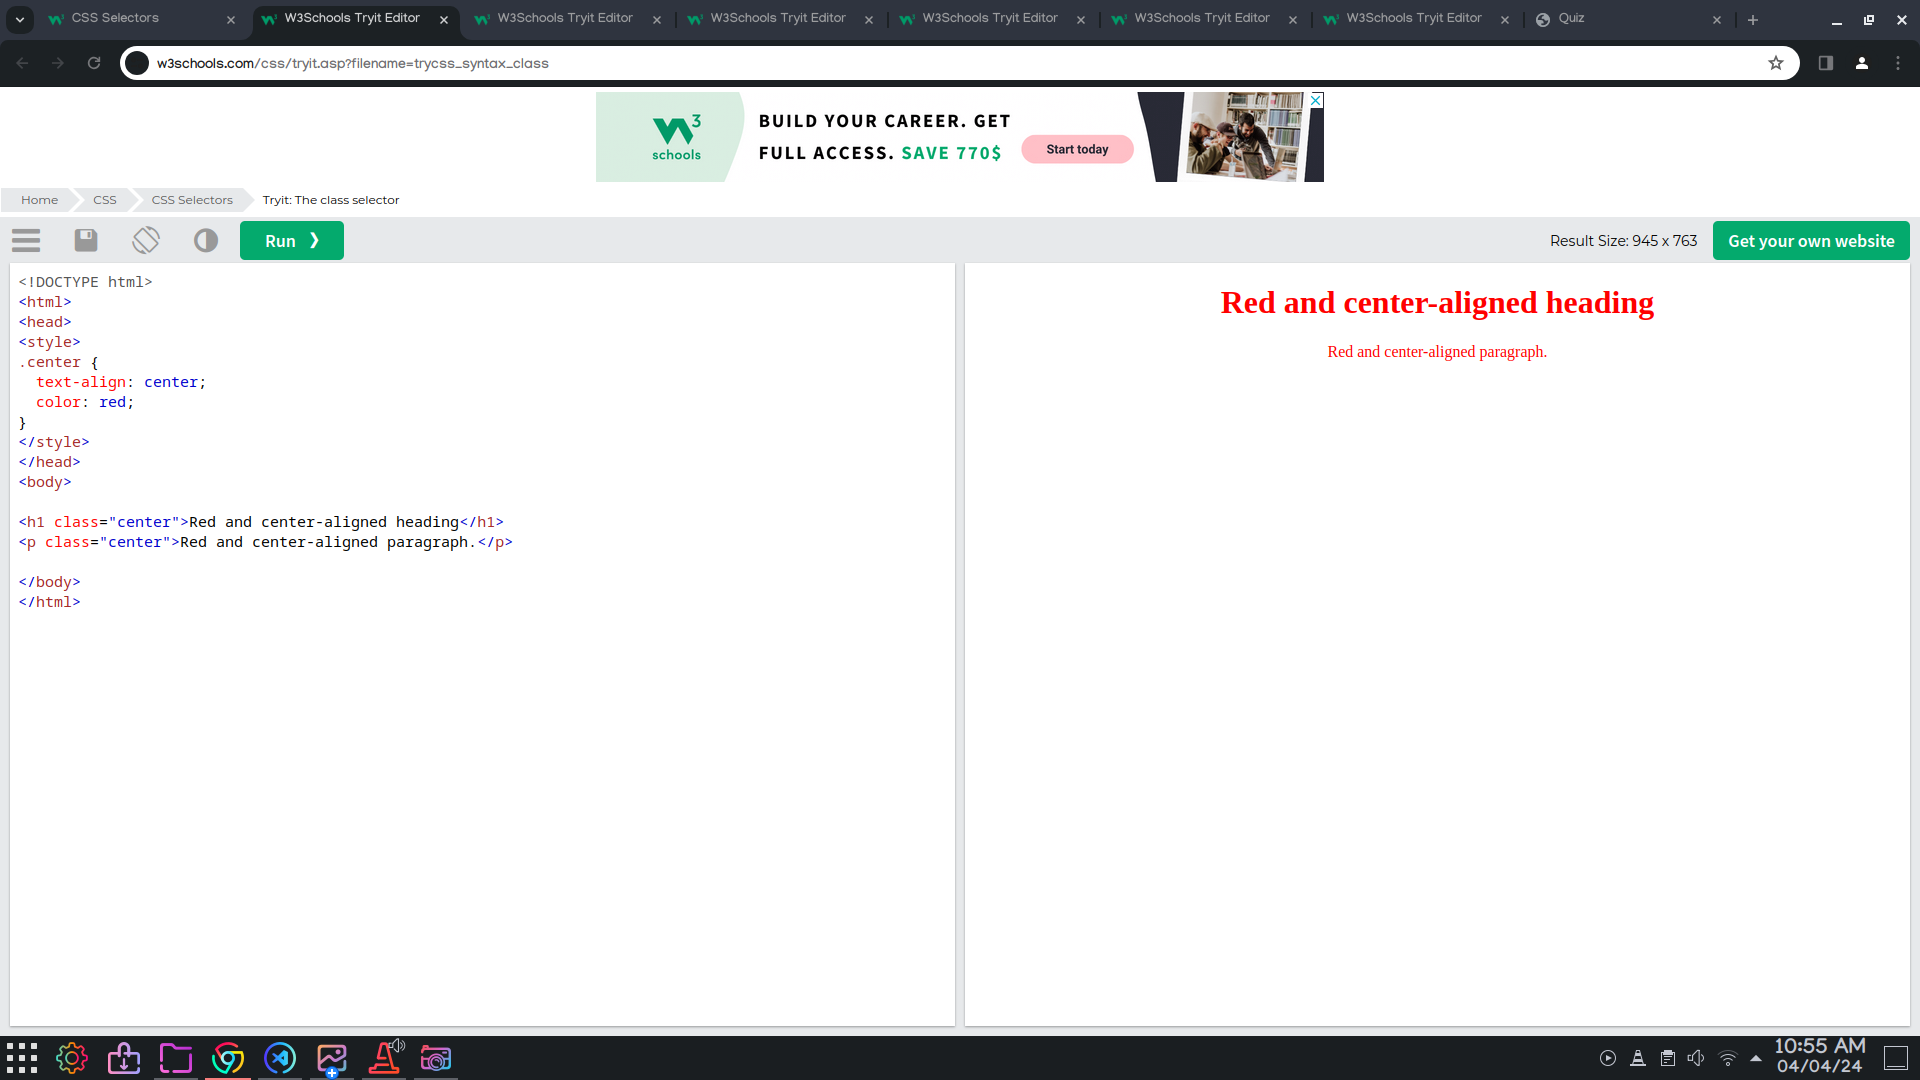 CSS Selectors
W3Schools Tryit Editor
W3Schools Tryit Editor
W3Schools Tryit Editor
W3Schools Tryit Editor
W3Schools Tryit Editor
W3Schools Tryit Editor
Quiz
w3schools.com/css/tryit.asp?filename=trycss_syntax_class
3
schools
BUILD YOUR CAREER. GET
FULL ACCESS. SAVE 770$
Start today
Home
CSS
CSS Selectors
Tryit: The class selector
Run ❯
Result Size: 945 x 763
Get your own website
<!DOCTYPE html>
<html>
<head>
<style>
.center {
  text-align: center;
  color: red;
}
</style>
</head>
<body>
<h1 class="center">Red and center-aligned heading</h1>
<p class="center">Red and center-aligned paragraph.</p>
</body>
</html>
Red and center-aligned heading
Red and center-aligned paragraph.
10:55 AM
04/04/24